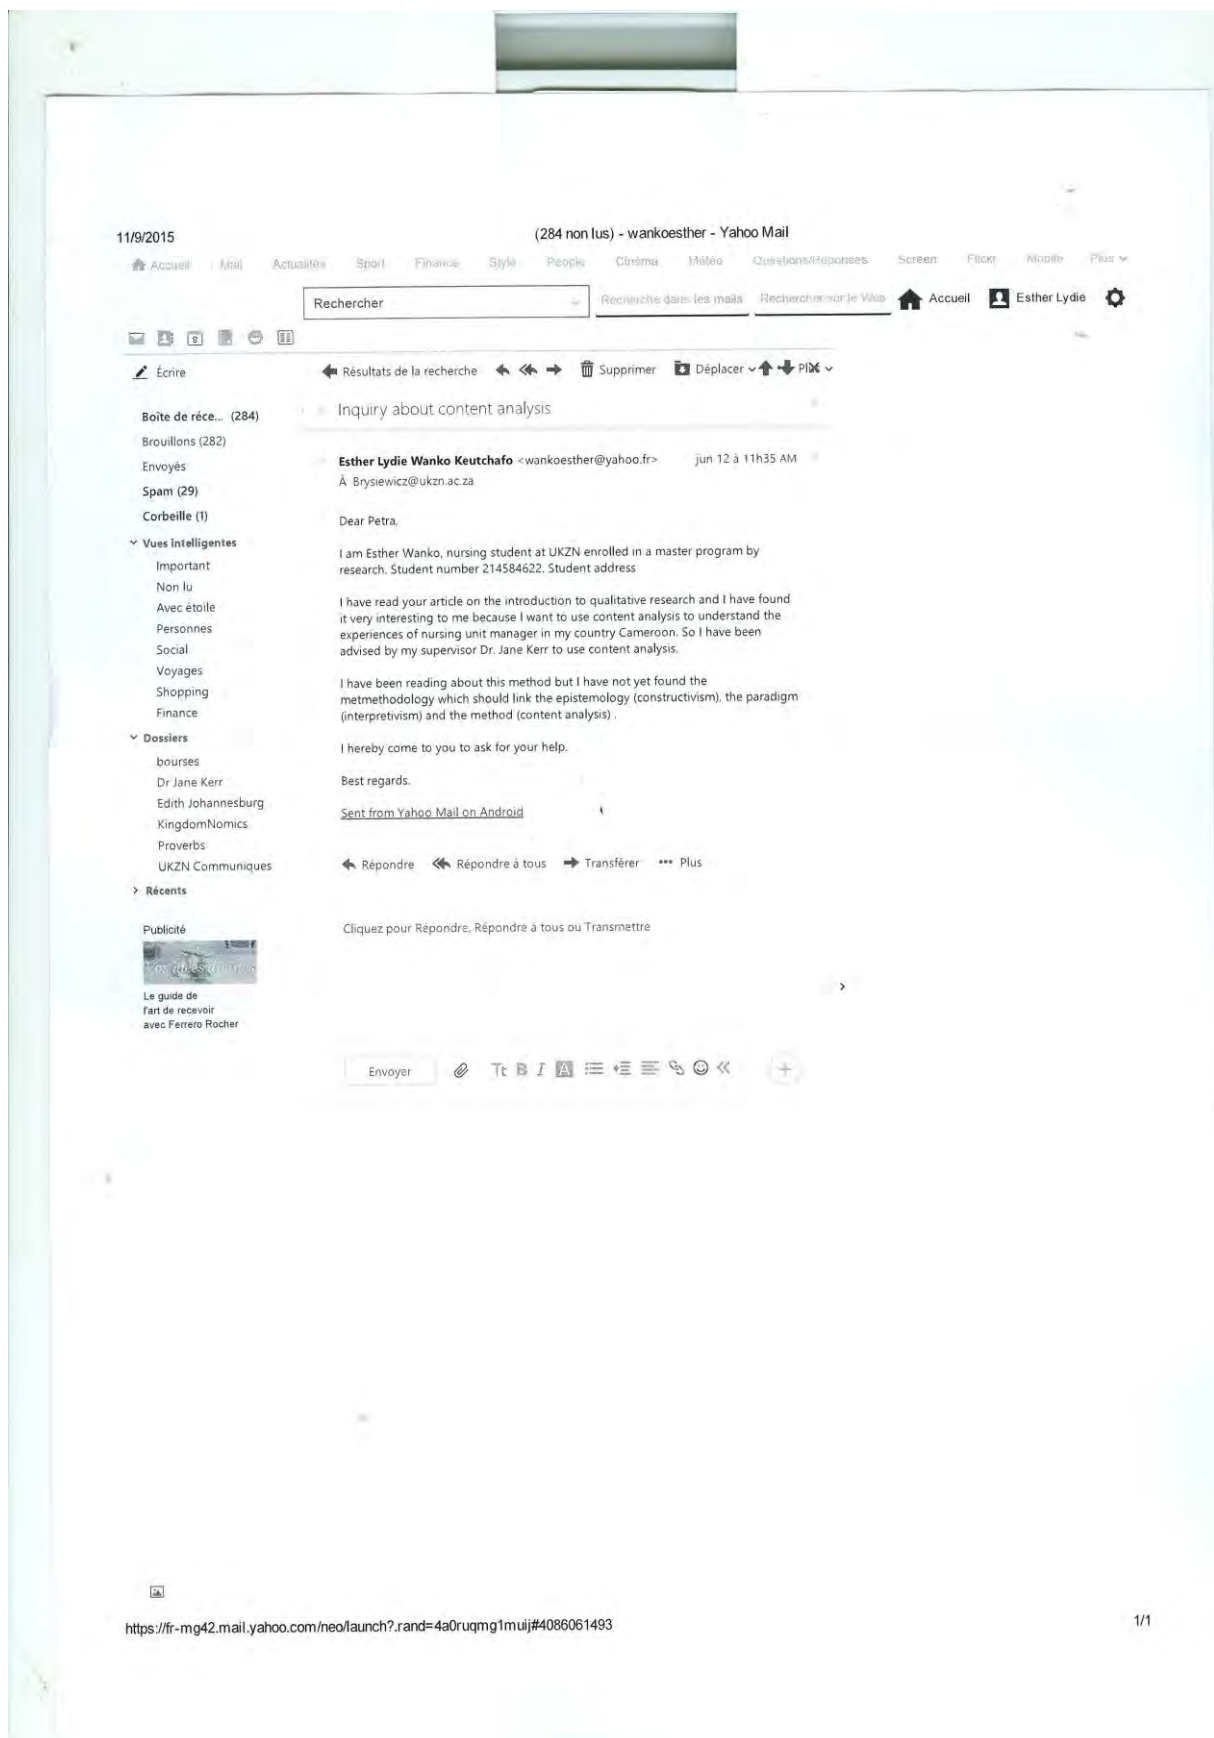 11/9/2015
(284 non lus) - wankoesther - Yahoo Mail
Accueil Mail Actualités Sport Finance Style People Cinéma Météo Questions/Réponses Screen Flickr Mobile Plus
Rechercher Recherche dans les mails Rechercher sur le Web Accueil Esther Lydie
Écrire
Résultats de la recherche Supprimer Déplacer
Inquiry about content analysis
Boîte de réce... (284)
Brouillons (282)
Envoyés
Spam (29)
Corbeille (1)
Vues intelligentes
Important
Non lu
Avec étoile
Personnes
Social
Voyages
Shopping
Finance
Dossiers
bourses
Dr Jane Kerr
Edith Johannesburg
KingdomNomics
Proverbs
UKZN Communiques
Récents
Publicité
Le guide de
l'art de recevoir
avec Ferrero Rocher
Esther Lydie Wanko Keutchafo <wankoesther@yahoo.fr> jun 12 à 11h35 AM
À Brysiewicz@ukzn.ac.za
Dear Petra,
I am Esther Wanko, nursing student at UKZN enrolled in a master program by
research. Student number 214584622. Student address
I have read your article on the introduction to qualitative research and I have found
it very interesting to me because I want to use content analysis to understand the
experiences of nursing unit manager in my country Cameroon. So I have been
advised by my supervisor Dr. Jane Kerr to use content analysis.
I have been reading about this method but I have not yet found the
metmethodology which should link the epistemology (constructivism), the paradigm
(interpretivism) and the method (content analysis) .
I hereby come to you to ask for your help.
Best regards.
Sent from Yahoo Mail on Android
Répondre Répondre à tous Transférer Plus
Cliquez pour Répondre, Répondre à tous ou Transmettre
Envoyer Tt B I A
https://fr-mg42.mail.yahoo.com/neo/launch?.rand=4a0ruqmg1muij#4086061493
1/1